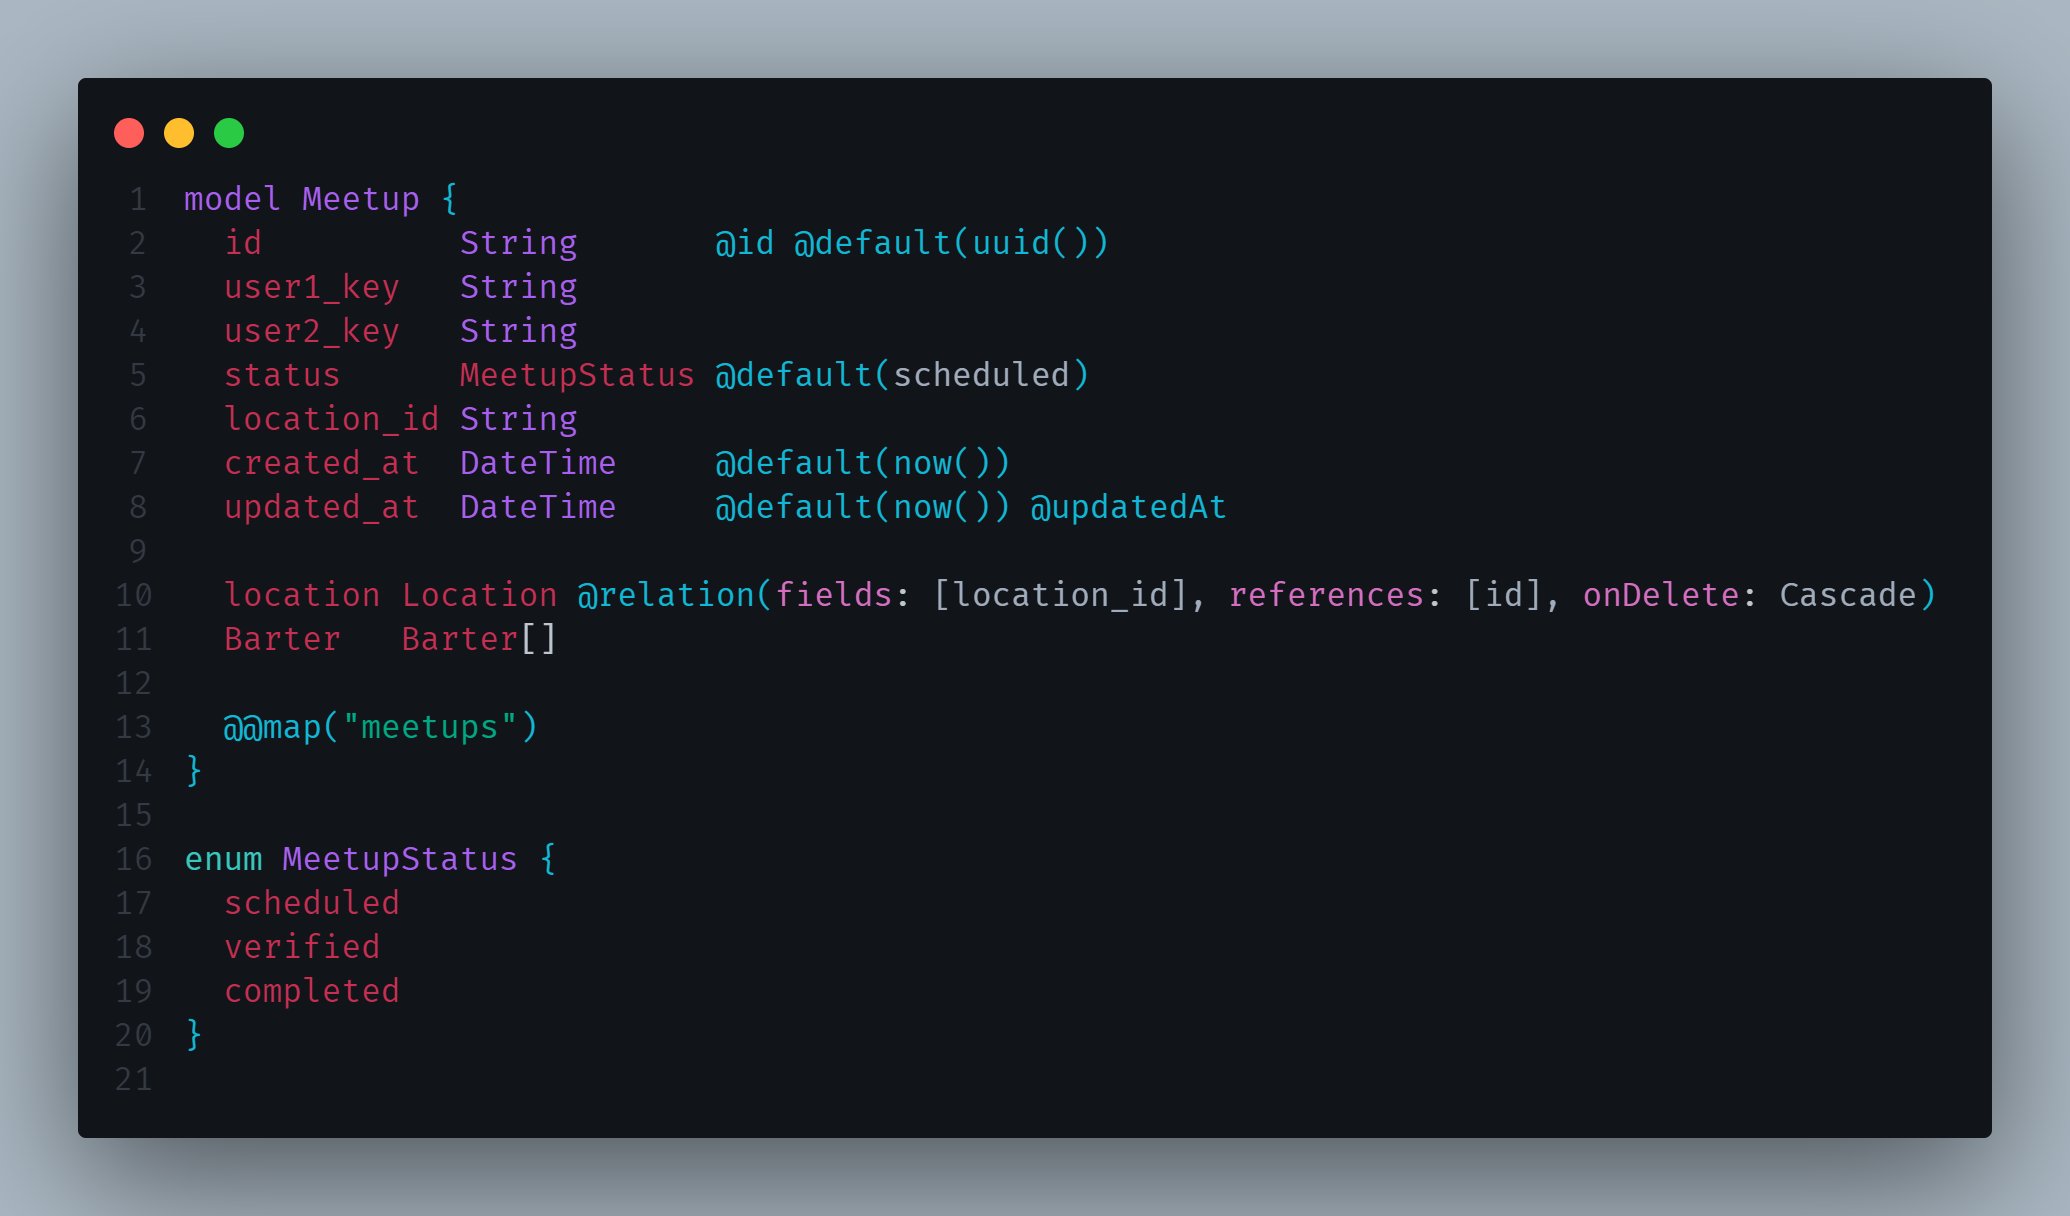 1 model Meetup {
2   id          String       @id @default(uuid())
3   user1_key   String
4   user2_key   String
5   status      MeetupStatus @default(scheduled)
6   location_id String
7   created_at  DateTime     @default(now())
8   updated_at  DateTime     @default(now()) @updatedAt
9
10   location Location @relation(fields: [location_id], references: [id], onDelete: Cascade)
11   Barter   Barter[]
12
13   @@map("meetups")
14 }
15
16 enum MeetupStatus {
17   scheduled
18   verified
19   completed
20 }
21